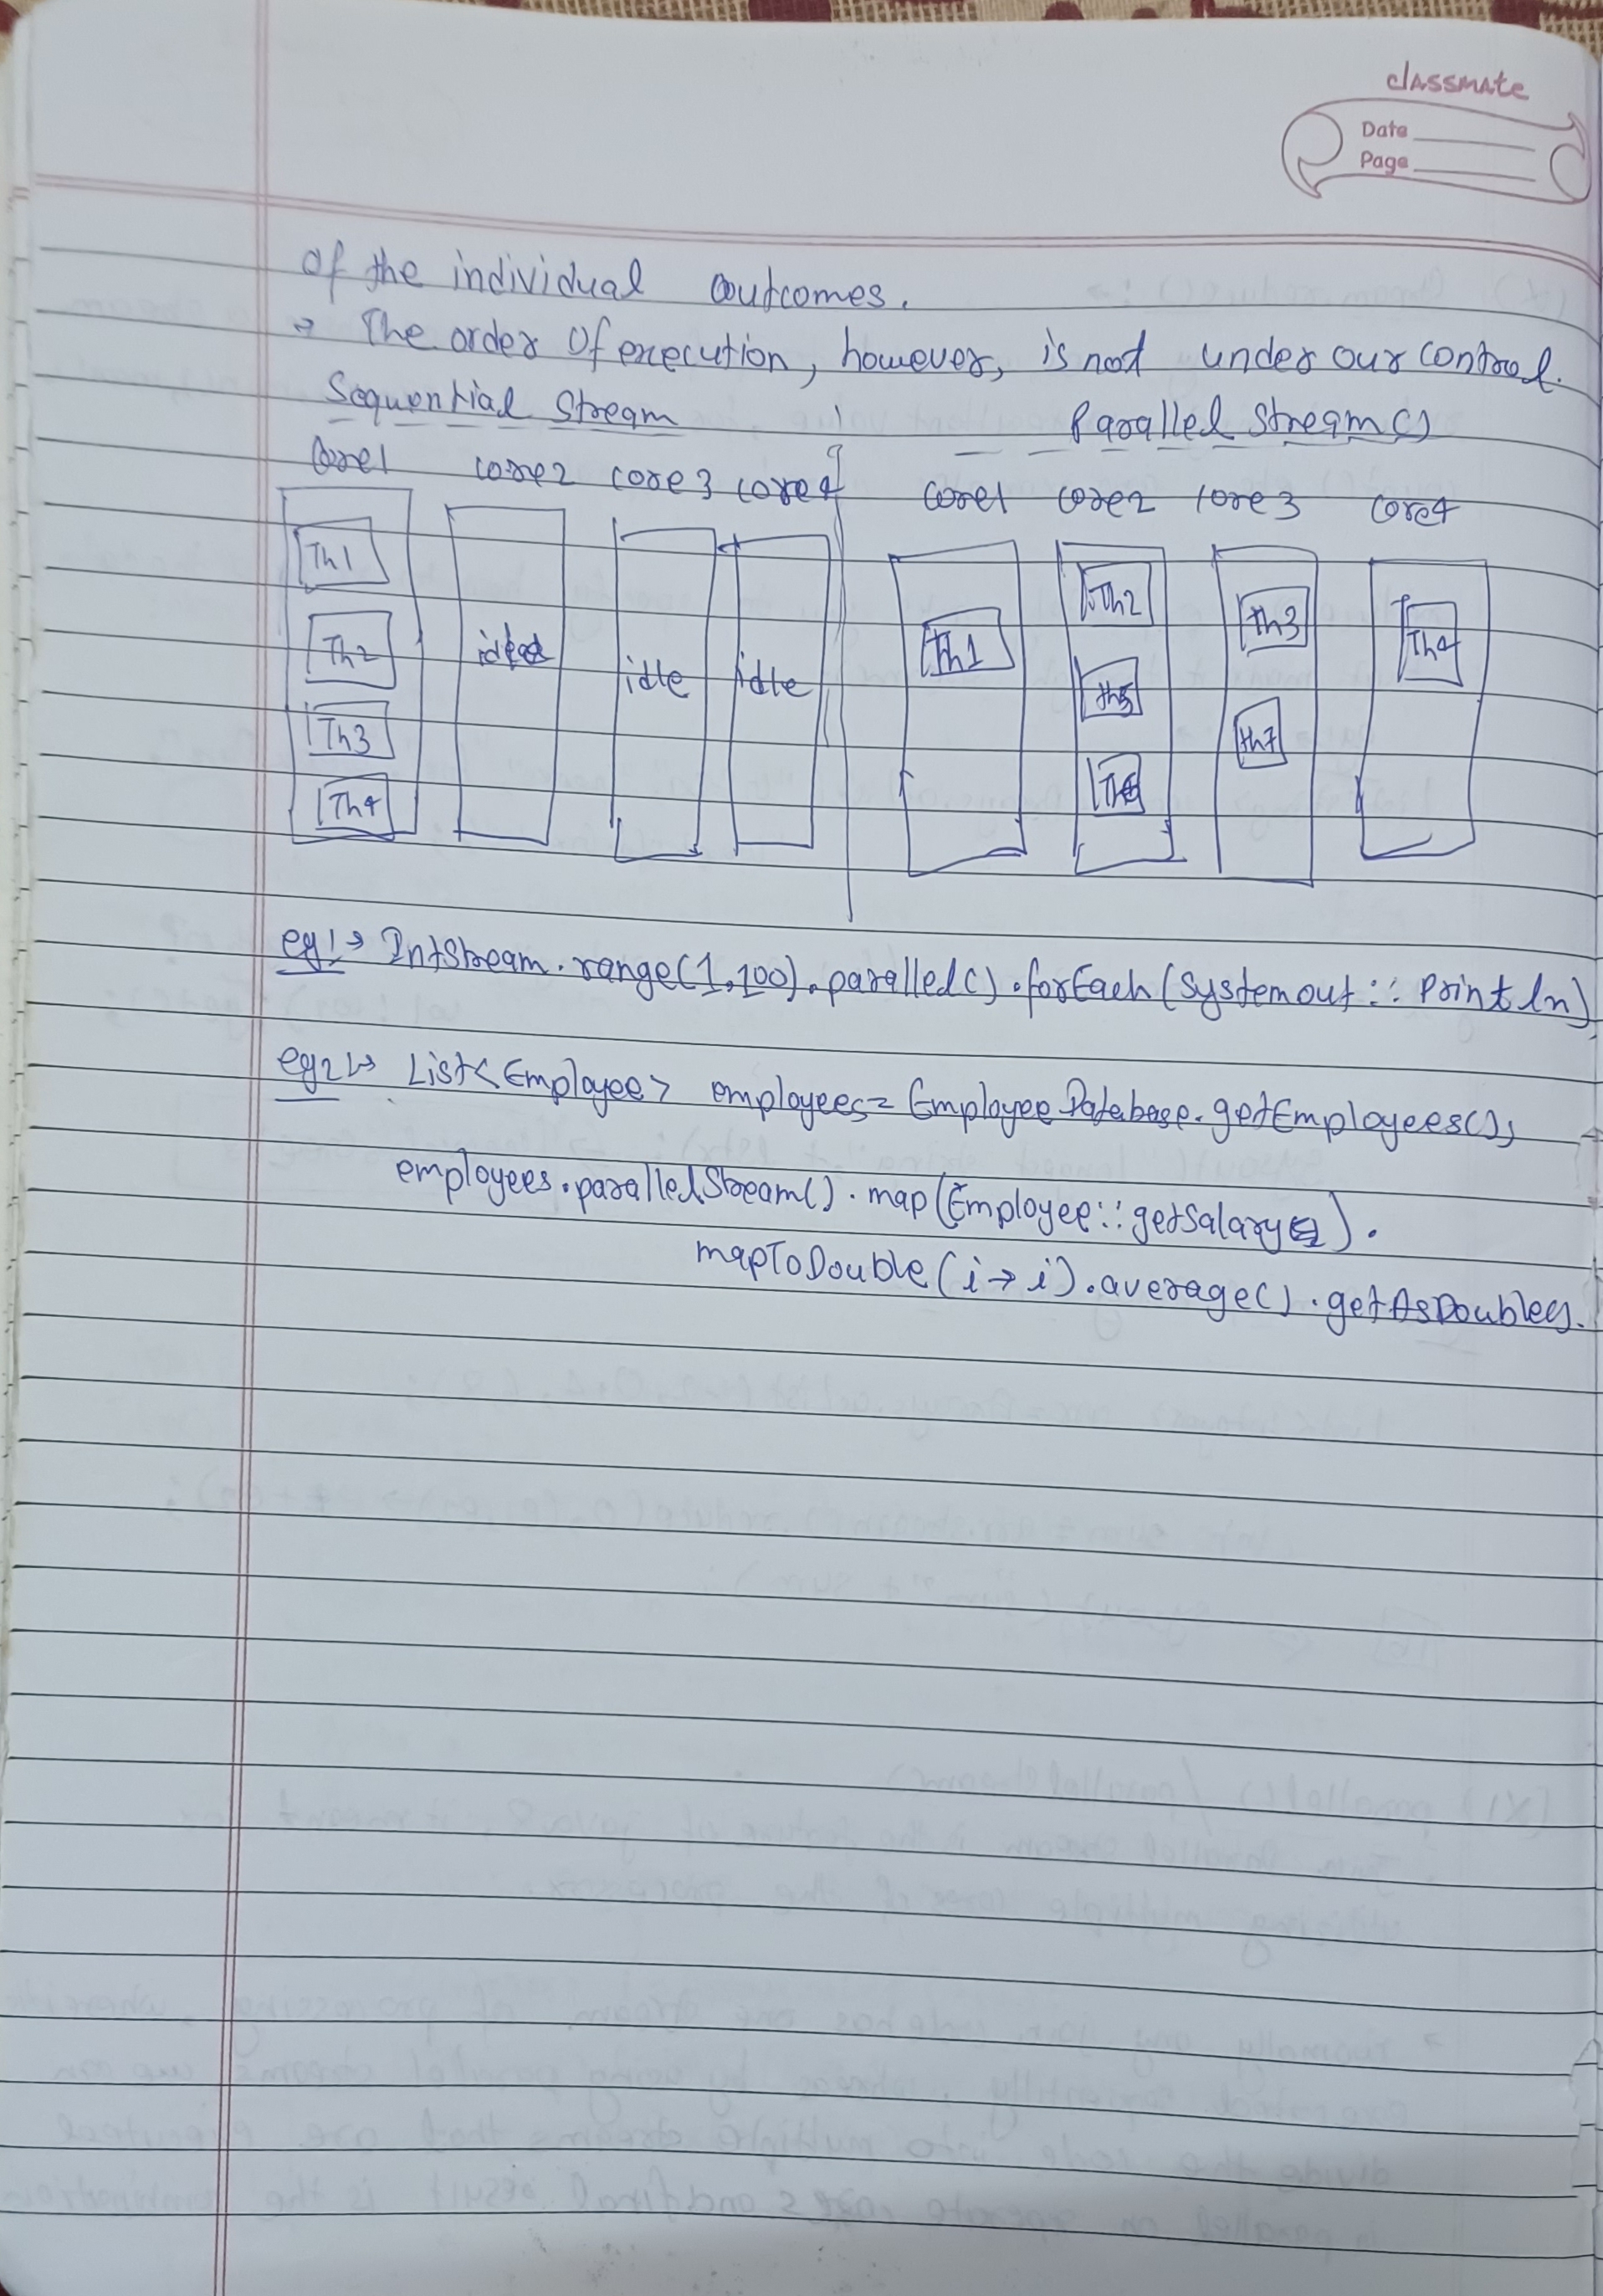 classmate
Date
Page
of the individual outcomes.
→ The order of execution, however, is not under our control.
Sequential Stream Parallel Stream()
Core1 core2 core3 core4 core1 core2 core3 core4
Th1 Th2 Th3 Th4 idle idle idle Th1 Th2 Th5 Th6 Th3 Th7 Th4
eg1→ IntStream.range(1,100).parallel().forEach(System out::println)
eg2→ List<Employee> employees= EmployeeDatabase.getEmployees();
employees.parallelStream().map(Employee::getSalary).
mapToDouble(i→i).average().getAsDouble().